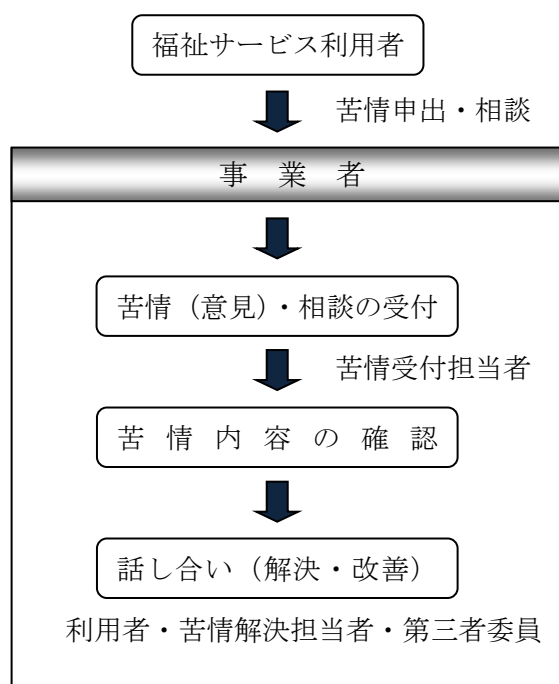 福祉サービス利用者
苦情申出・相談
事業者
苦情（意見）・相談の受付
苦情受付担当者
苦情内容の確認
話し合い（解決・改善）
利用者・苦情解決担当者・第三者委員